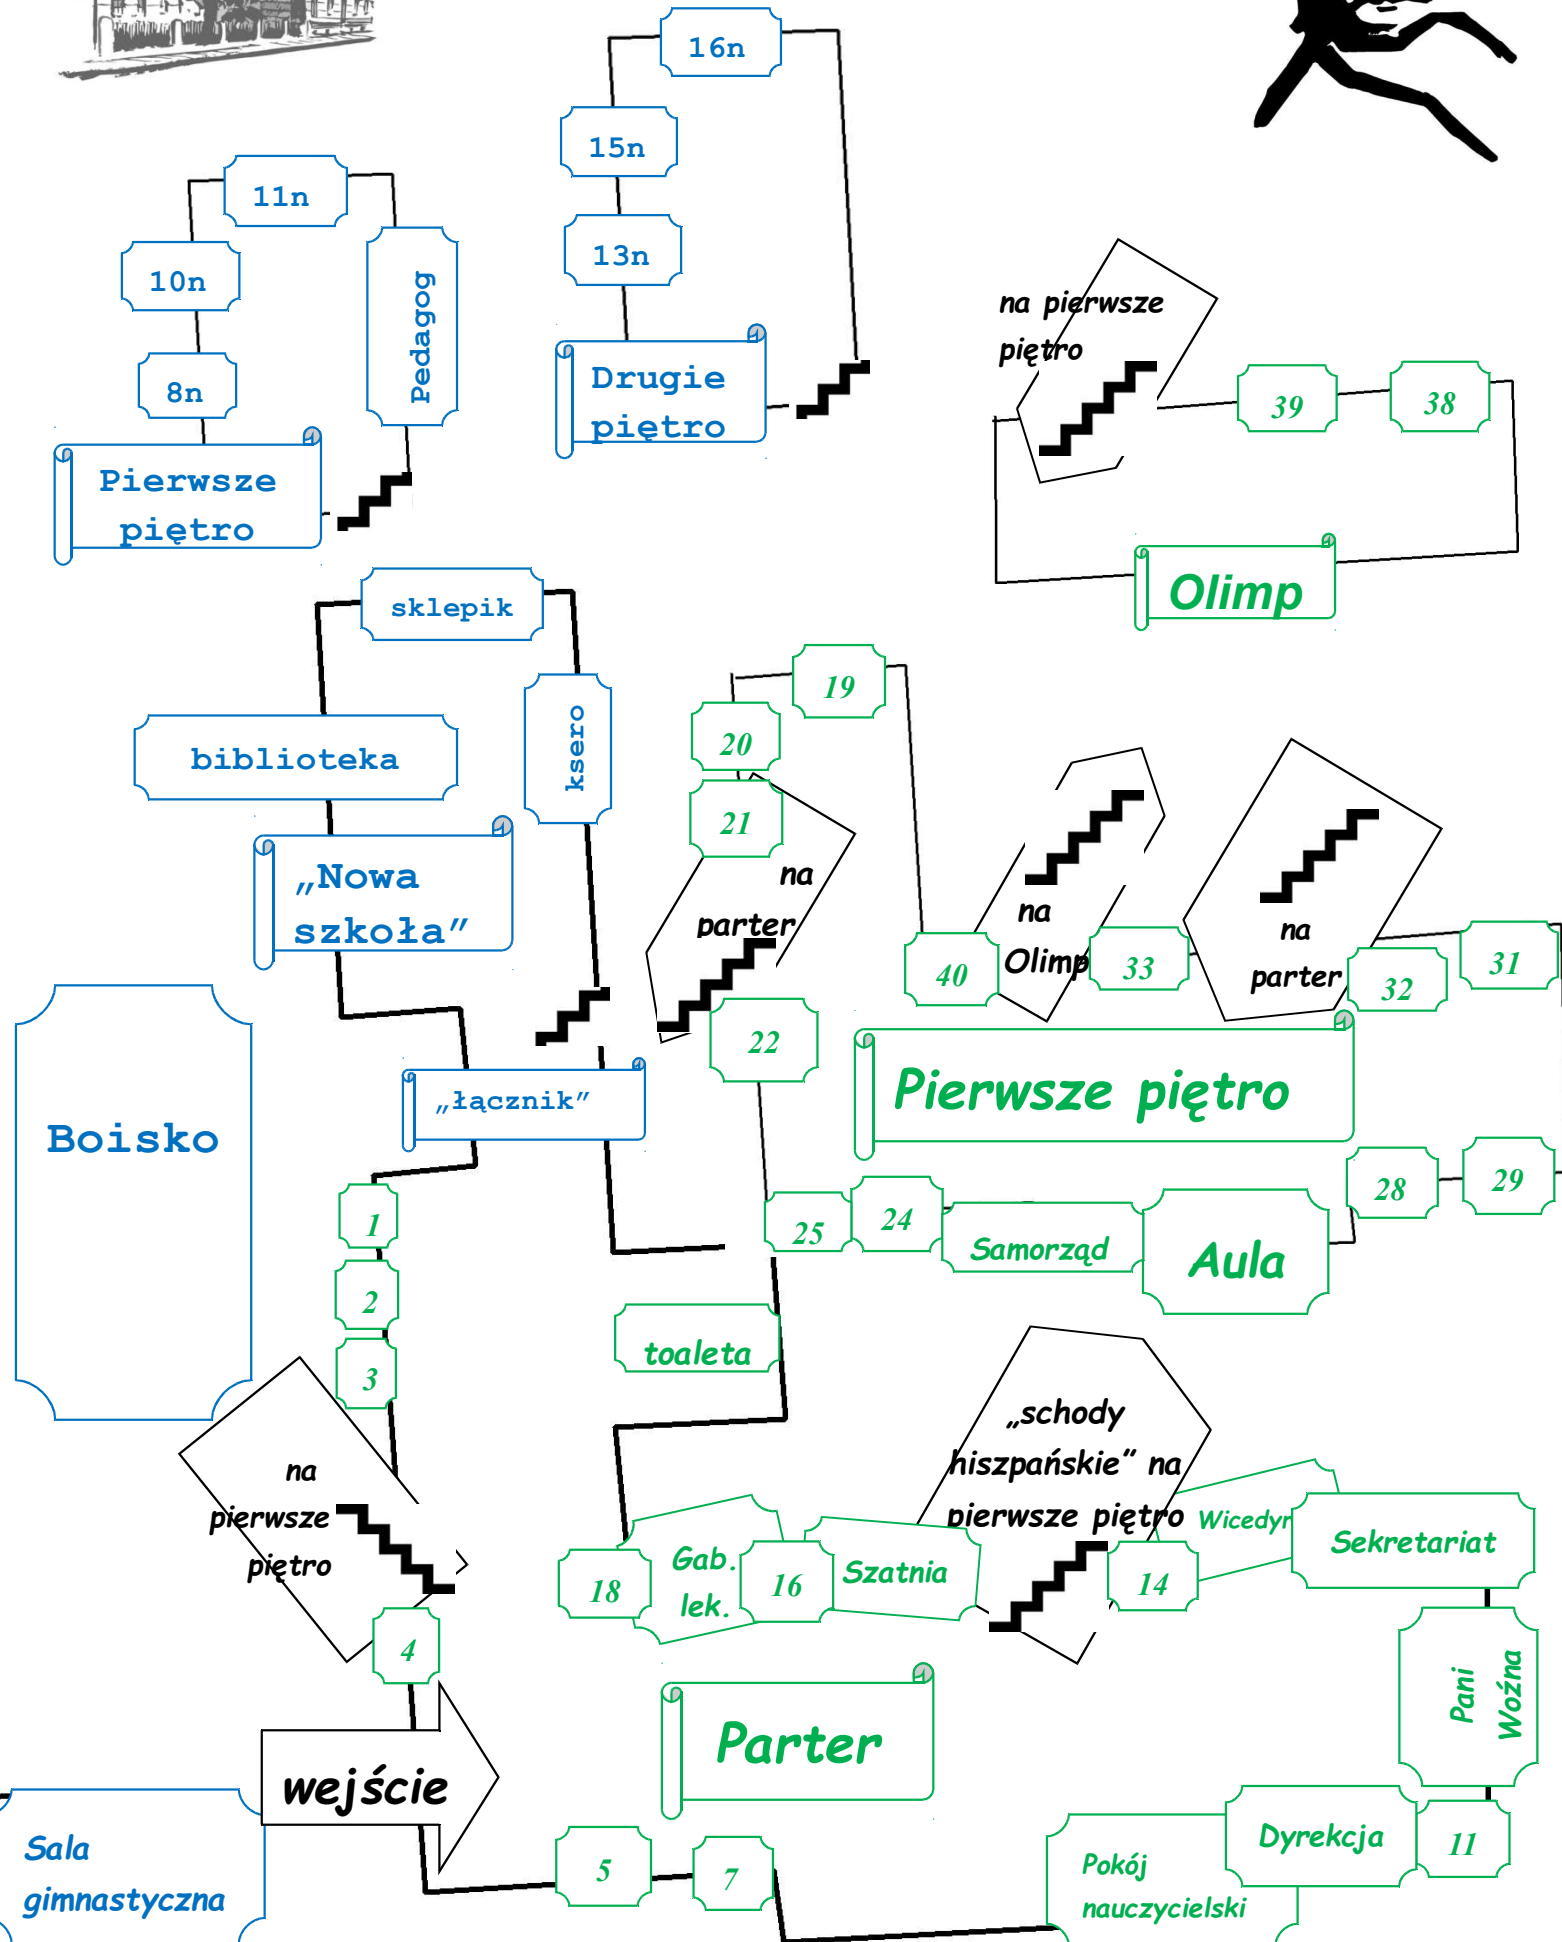 16n
15n
13n
Drugie
piętro
11n
10n
8n
Pedagog
Pierwsze
piętro
na pierwsze
piętro
39
38
Olimp
sklepik
biblioteka
ksero
„Nowa
szkoła”
„łącznik”
Boisko
19
20
21
na
parter
22
40
na
Olimp
33
na
parter
32
31
Pierwsze piętro
25
24
Samorząd
Aula
28
29
1
2
3
toaleta
na
pierwsze
piętro
4
„schody
hiszpańskie” na
pierwsze piętro
18
Gab.
lek.
16
Szatnia
14
Wicedyr
Sekretariat
Pani
Woźna
Parter
wejście
Sala
gimnastyczna
5
7
Pokój
nauczycielski
Dyrekcja
11